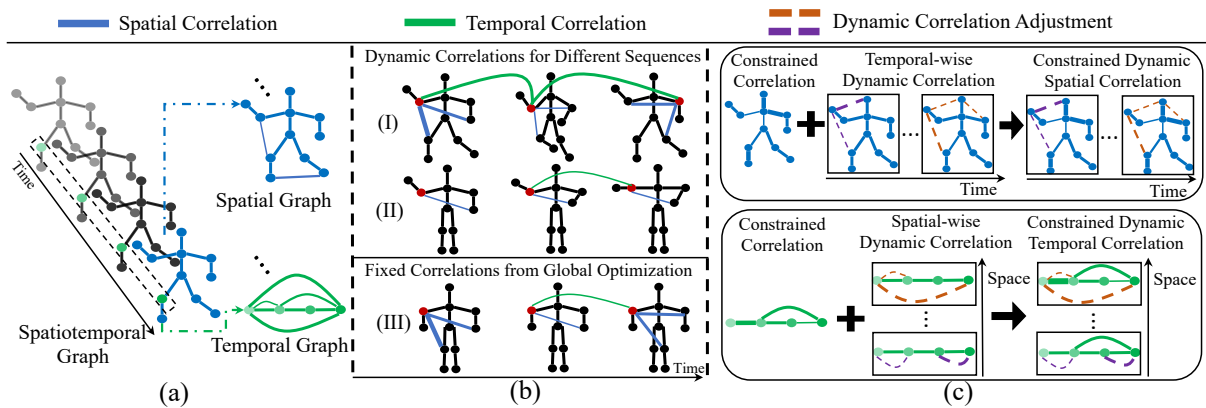 Spatial Correlation
Temporal Correlation
Dynamic Correlation Adjustment
Time
Spatiotemporal
Graph
Spatial Graph
Temporal Graph
(a)
Dynamic Correlations for Different Sequences
(I)
(II)
Fixed Correlations from Global Optimization
(III)
Time
(b)
Constrained
Correlation
Temporal-wise
Dynamic Correlation
Constrained Dynamic
Spatial Correlation
...
...
Time
Time
Constrained
Correlation
Spatial-wise
Dynamic Correlation
Constrained Dynamic
Temporal Correlation
Space
Space
(c)